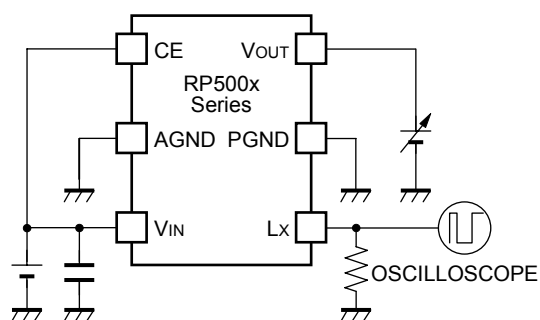 CE
VOUT
RP500x
Series
AGND
PGND
VIN
LX
OSCILLOSCOPE